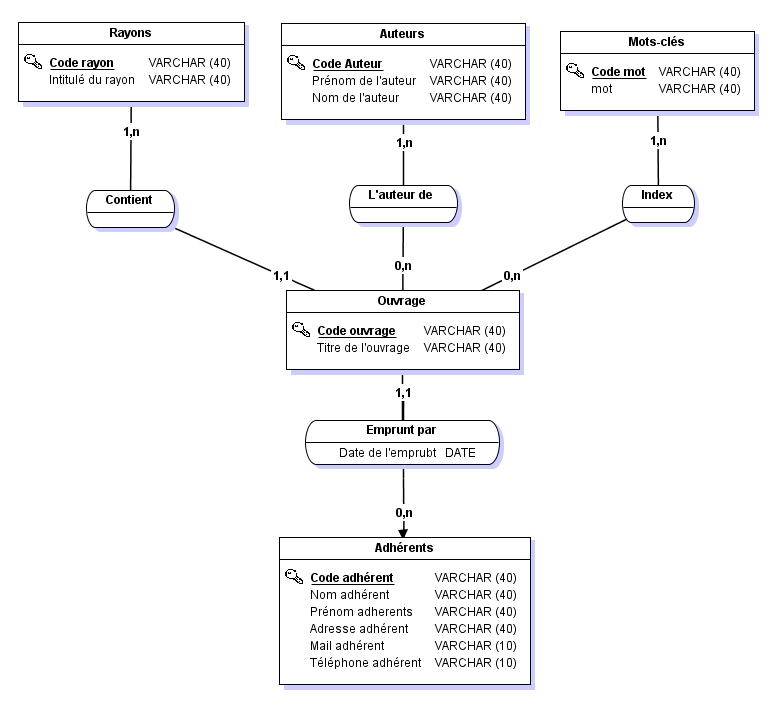 Rayons
Code rayon VARCHAR (40)
Intitulé du rayon VARCHAR (40)
Auteurs
Code Auteur VARCHAR (40)
Prénom de l'auteur VARCHAR (40)
Nom de l'auteur VARCHAR (40)
Mots-clés
Code mot VARCHAR (40)
mot VARCHAR (40)
1,n
1,n
1,n
Contient
L'auteur de
Index
1,1
0,n
0,n
Ouvrage
Code ouvrage VARCHAR (40)
Titre de l'ouvrage VARCHAR (40)
1,1
Emprunt par
Date de l'emprubt DATE
0,n
Adhérents
Code adhérent VARCHAR (40)
Nom adhérent VARCHAR (40)
Prénom adherents VARCHAR (40)
Adresse adhérent VARCHAR (40)
Mail adhérent VARCHAR (10)
Téléphone adhérent VARCHAR (10)